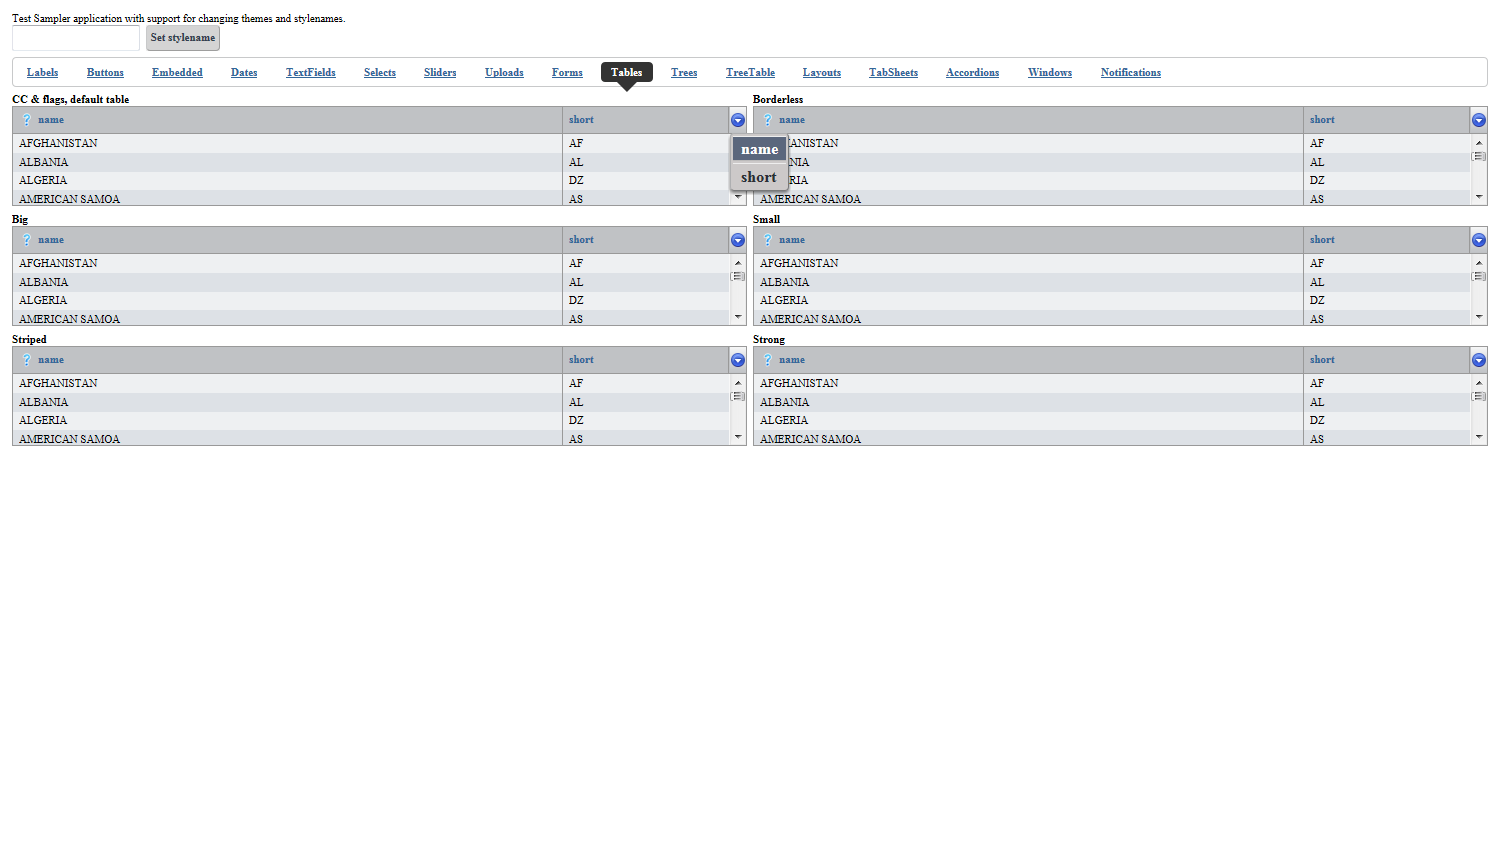 Test Sampler application with support for changing themes and stylenames.
Set stylename
Labels Buttons Embedded Dates TextFields Selects Sliders Uploads Forms Tables Trees TreeTable Layouts TabSheets Accordions Windows Notifications
CC & flags, default table
? name short
AFGHANISTAN AF
ALBANIA AL
ALGERIA DZ
AMERICAN SAMOA AS
name
short
Borderless
? name short
ANISTAN AF
NIA AL
RIA DZ
AMERICAN SAMOA AS
Big
? name short
AFGHANISTAN AF
ALBANIA AL
ALGERIA DZ
AMERICAN SAMOA AS
Small
? name short
AFGHANISTAN AF
ALBANIA AL
ALGERIA DZ
AMERICAN SAMOA AS
Striped
? name short
AFGHANISTAN AF
ALBANIA AL
ALGERIA DZ
AMERICAN SAMOA AS
Strong
? name short
AFGHANISTAN AF
ALBANIA AL
ALGERIA DZ
AMERICAN SAMOA AS